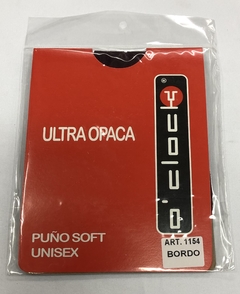 ULTRA OPACA
PUÑO SOFT
UNISEX
ART. 1154
BORDO